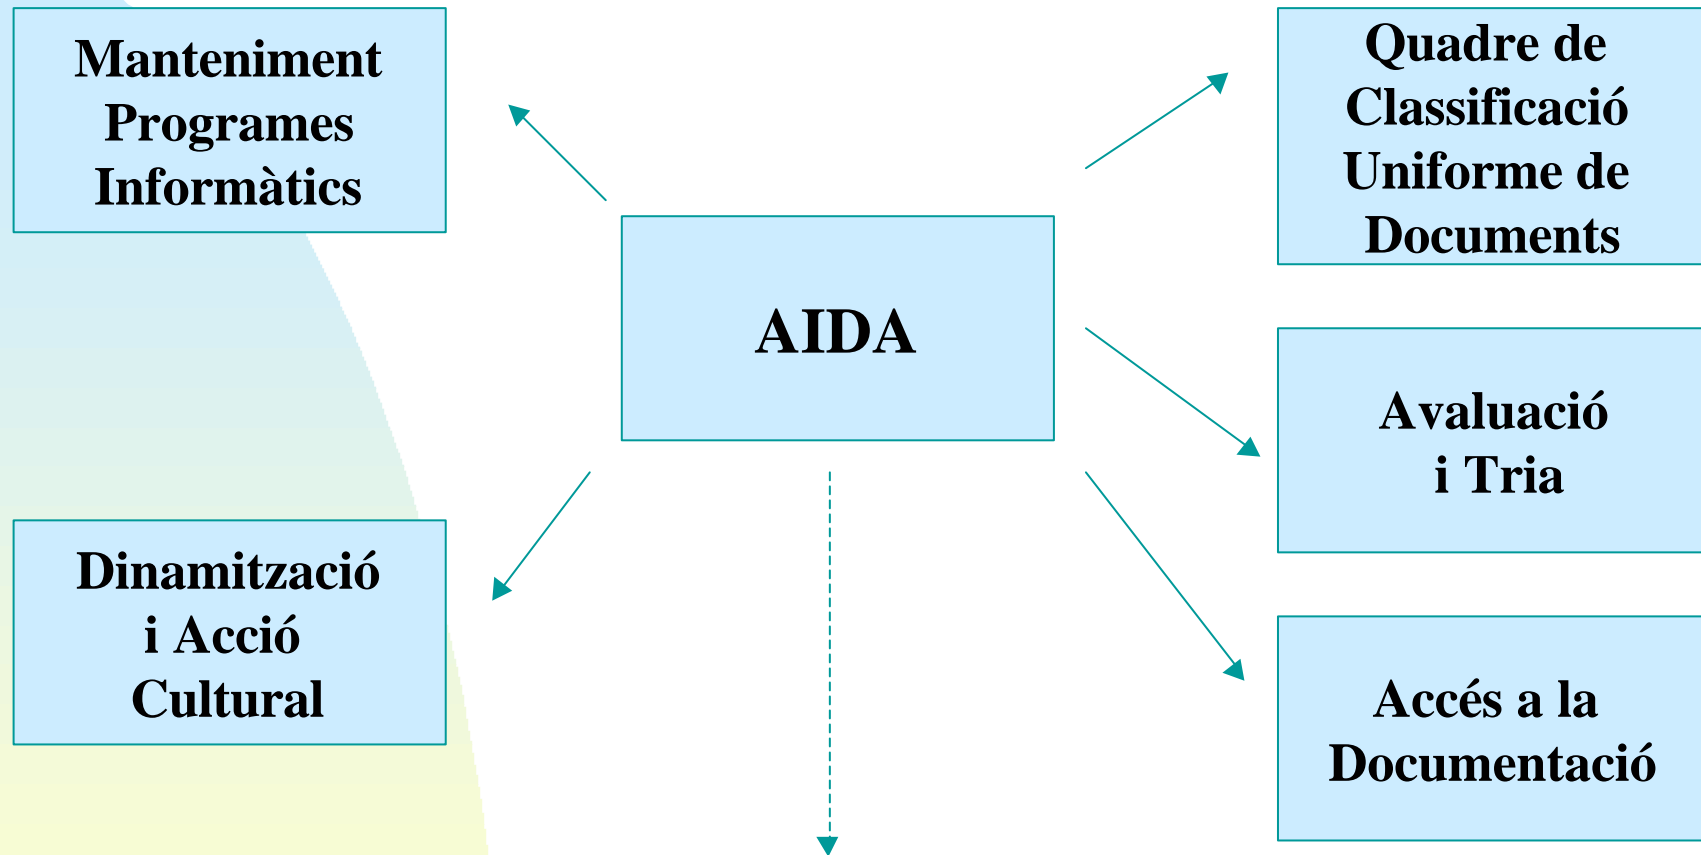 Manteniment
Programes
Informàtics
Quadre de
Classificació
Uniforme de
Documents
AIDA
Avaluació
i Tria
Dinamització
i Acció
Cultural
Accés a la
Documentació